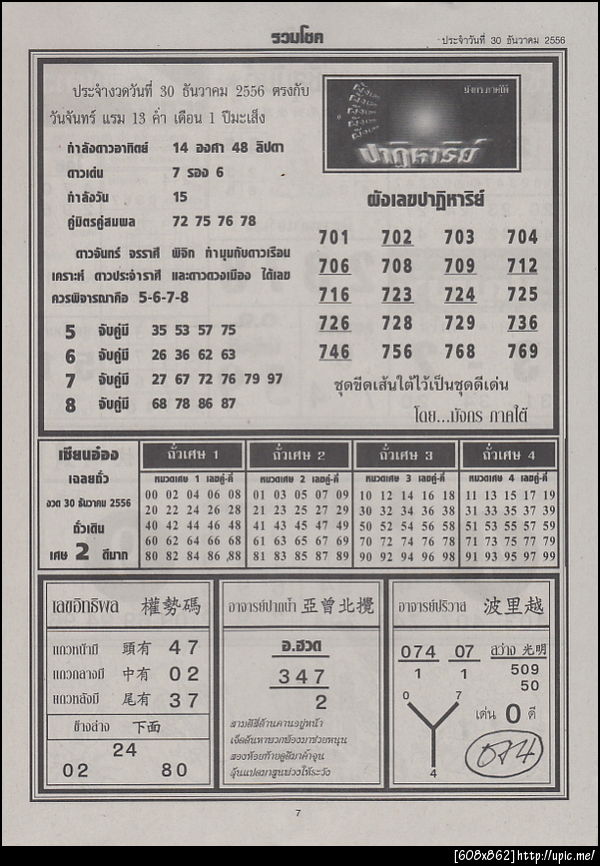 รวมโชค
ประจำวันที่ 30 ธันวาคม 2556
ประจำงวดวันที่ 30 ธันวาคม 2556 ตรงกับ
วันจันทร์ แรม 13 ค่ำ เดือน 1 ปีมะเส็ง
กำลังดาวอาทิตย์ 14 องศา 48 ลิปดา
ดาวเด่น 7 รอง 6
กำลังวัน 15
คู่มิตรคู่สมพล 72 75 76 78
ดาวจันทร์ จรราศี พิจิก ทำมุมกับดาวเรือน
เคราะห์ ดาวประจำราศี และดาวดวงเมือง ได้เลข
ควรพิจารณาคือ 5-6-7-8
5 จับคู่มี 35 53 57 75
6 จับคู่มี 26 36 62 63
7 จับคู่มี 27 67 72 76 79 97
8 จับคู่มี 68 78 86 87
มังกร ภาคใต้
ปาฏิหาริย์
ผังเลขปาฏิหาริย์
701 702 703 704
706 708 709 712
716 723 724 725
726 728 729 736
746 756 768 769
ชุดขีดเส้นใต้ไว้เป็นชุดดีเด่น
โดย...มังกร ภาคใต้
เซียนอ๋อง
เฉลยถั่ว
งวด 30 ธันวาคม 2556
ถั่วเดิน
เศษ 2 ดีมาก
ถั่วเศษ 1
หมวดเศษ 1 เลขคู่-คี่
00 02 04 06 08
20 22 24 26 28
40 42 44 46 48
60 62 64 66 68
80 82 84 86 88
ถั่วเศษ 2
หมวดเศษ 2 เลขคู่-คี่
01 03 05 07 09
21 23 25 27 29
41 43 45 47 49
61 63 65 67 69
81 83 85 87 89
ถั่วเศษ 3
หมวดเศษ 3 เลขคู่-คี่
10 12 14 16 18
30 32 34 36 38
50 52 54 56 58
70 72 74 76 78
90 92 94 96 98
ถั่วเศษ 4
หมวดเศษ 4 เลขคู่-คี่
11 13 15 17 19
31 33 35 37 39
51 53 55 57 59
71 73 75 77 79
91 93 95 97 99
เลขอิทธิพล 權勢碼
แถวหน้ามี 頭有 47
แถวกลางมี 中有 02
แถวหลังมี 尾有 37
ข้างล่าง 下面
24
02 80
อาจารย์ปากน้ำ 亞曾北攪
อ.ฮวด
347
2
สองห้อยท้ายดูดีมาค้าจุน
อาจารย์ปริวาส 波里越
074 07 สว่าง 光明
1 1 509
50
0 7
เด่น 0 ดี
4
074
7
[608x862]http://upic.me/